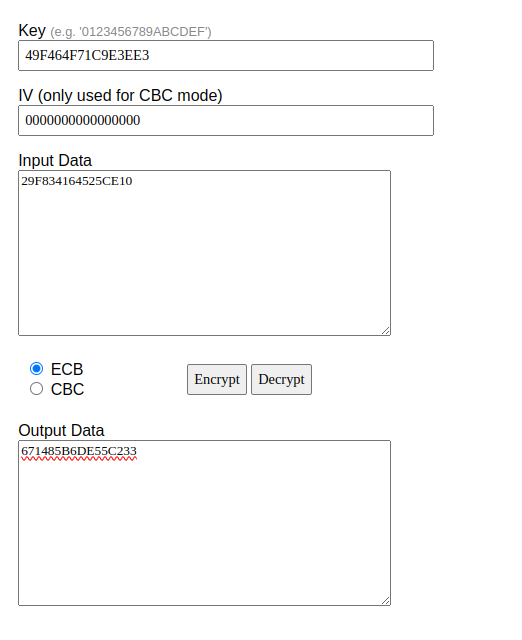 Key (e.g. '0123456789ABCDEF')
49F464F71C9E3EE3
IV (only used for CBC mode)
0000000000000000
Input Data
29F834164525CE10
ECB
CBC
Encrypt Decrypt
Output Data
671485B6DE55C233